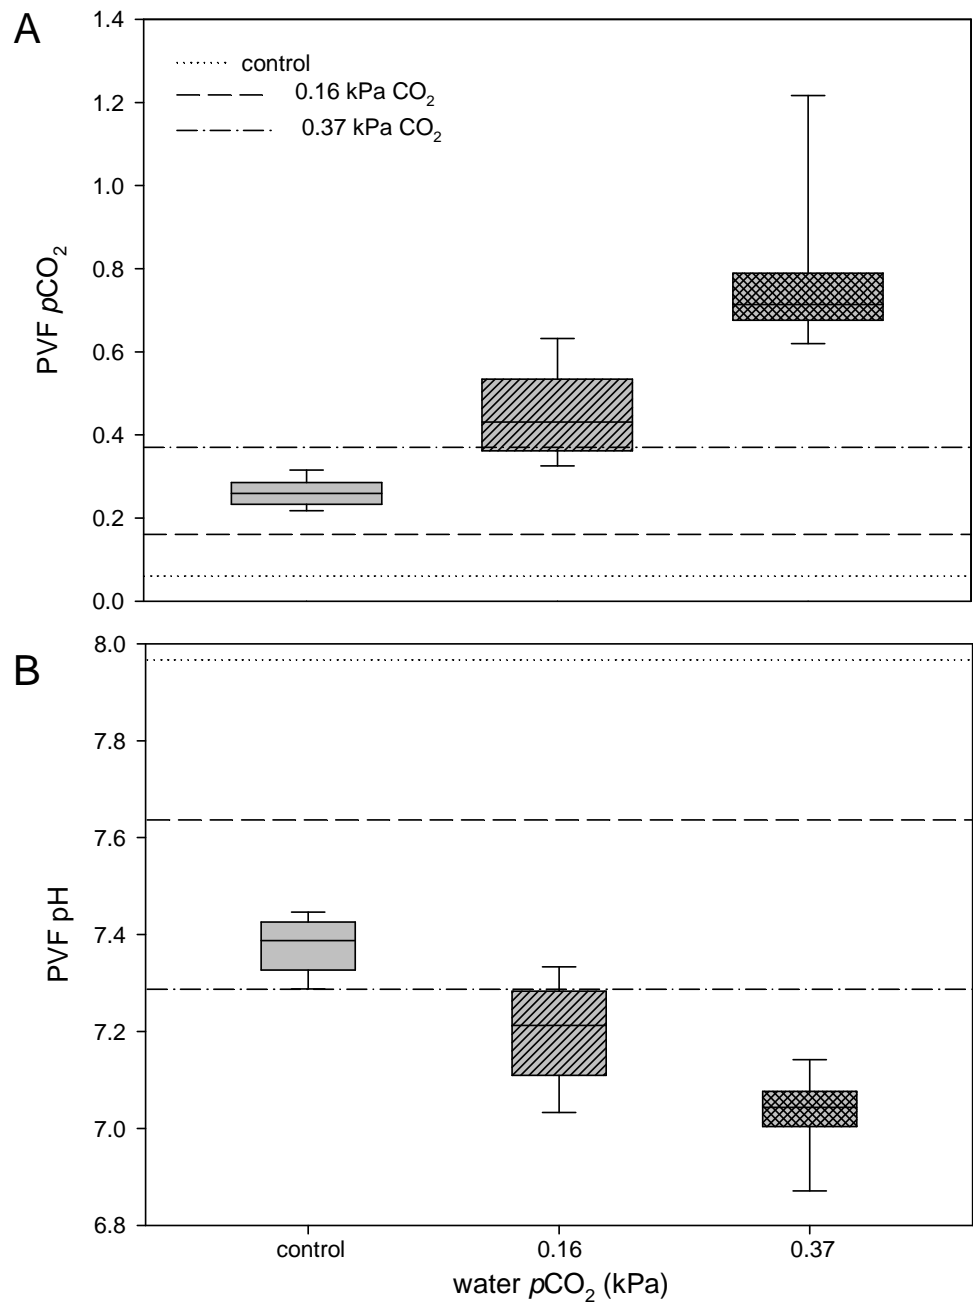 A
1.4
control
0.16 kPa CO₂
0.37 kPa CO₂
1.2
1.0
0.8
0.6
0.4
0.2
0.0
PVF pCO₂
B
8.0
7.8
7.6
7.4
7.2
7.0
6.8
PVF pH
control 0.16 0.37
water pCO₂ (kPa)